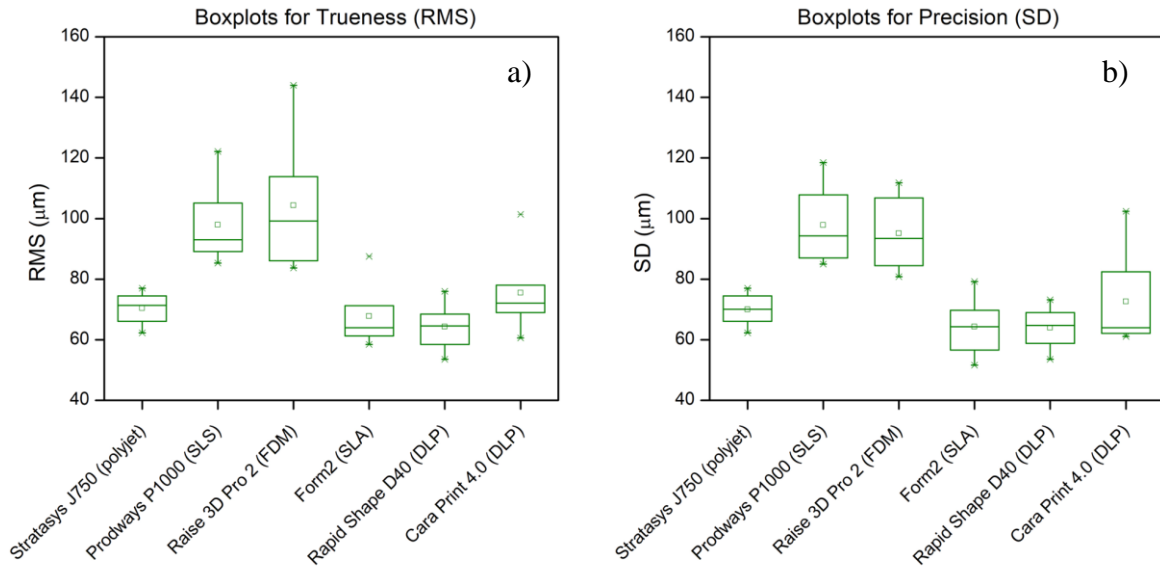 Boxplots for Trueness (RMS)
160
140
120
100
80
60
40
RMS (μm)
a)
Stratasys J750 (polyjet)
Prodways P1000 (SLS)
Raise 3D Pro 2 (FDM)
Form2 (SLA)
Rapid Shape D40 (DLP)
Cara Print 4.0 (DLP)
Boxplots for Precision (SD)
160
140
120
100
80
60
40
SD (μm)
b)
Stratasys J750 (polyjet)
Prodways P1000 (SLS)
Raise 3D Pro 2 (FDM)
Form2 (SLA)
Rapid Shape D40 (DLP)
Cara Print 4.0 (DLP)